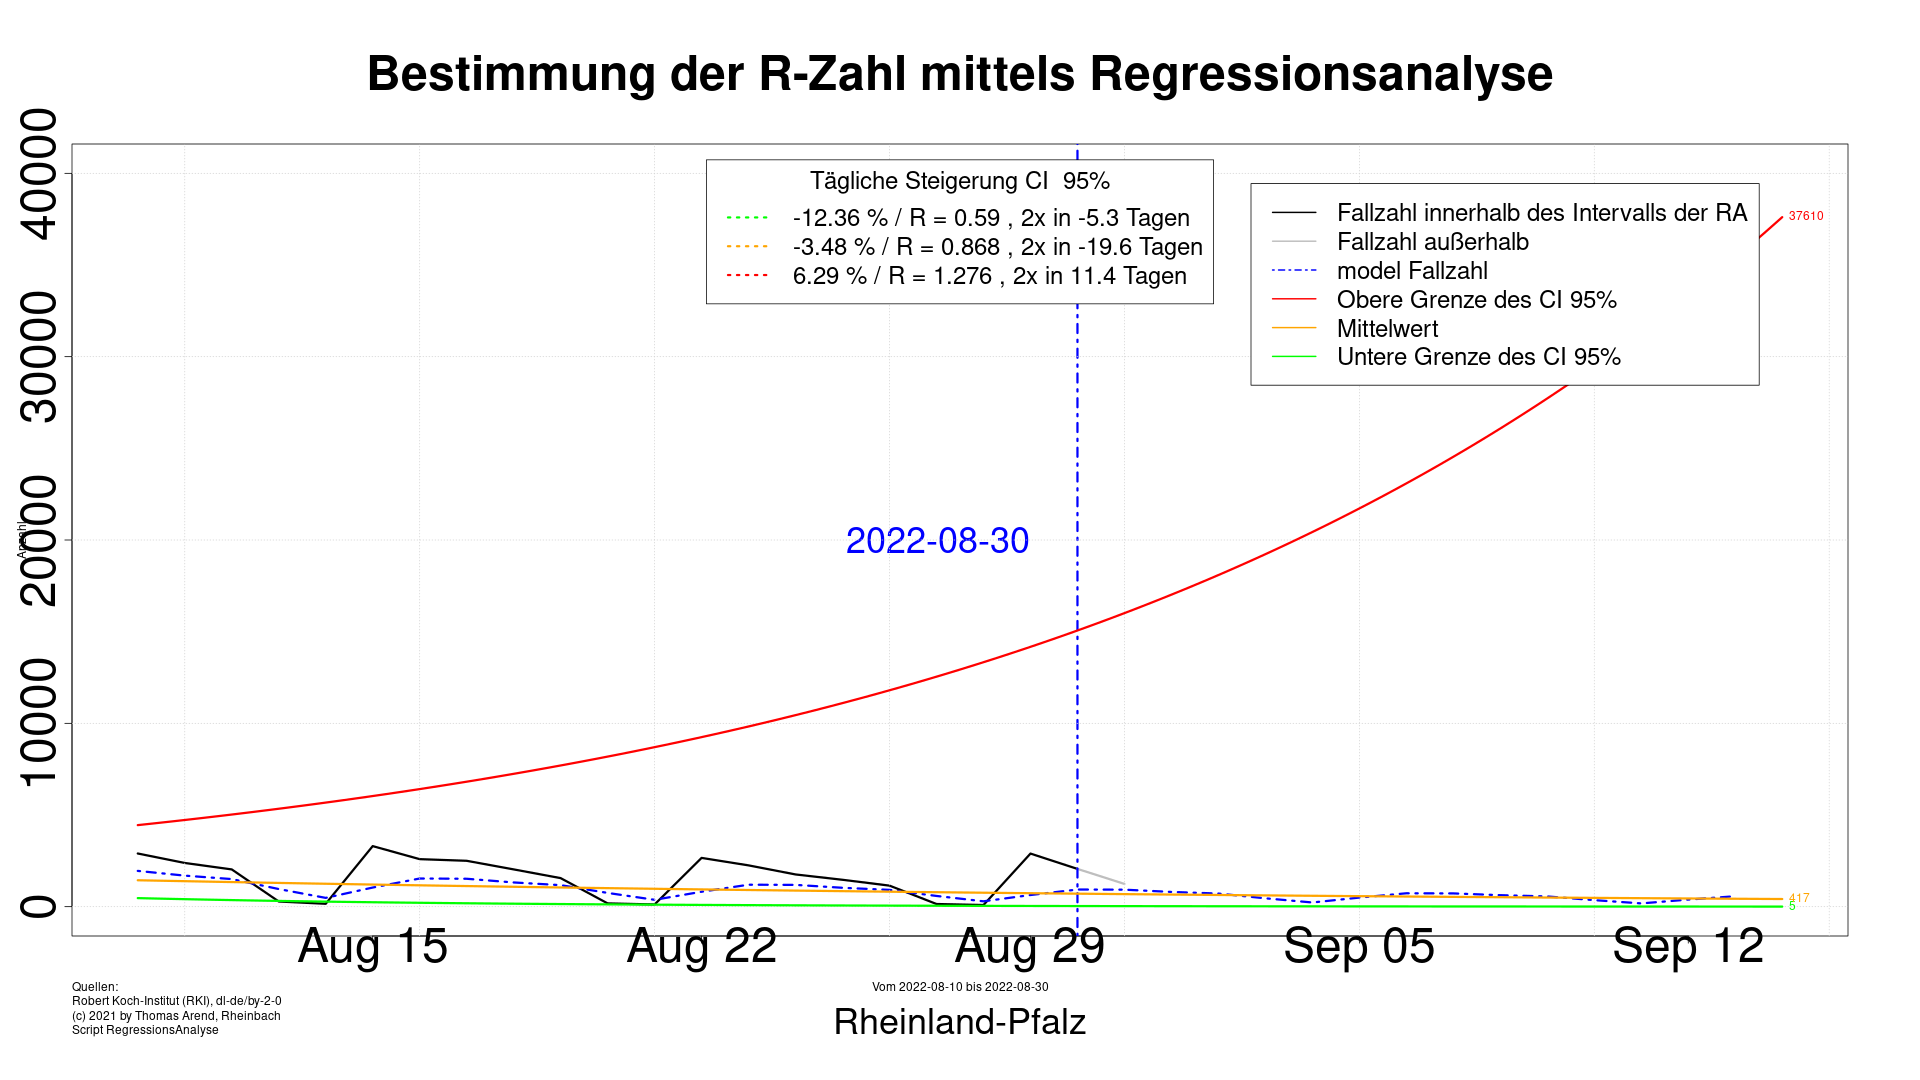 Bestimmung der R-Zahl mittels Regressionsanalyse
40000
30000
20000
10000
0
Anzahl
Tägliche Steigerung CI  95%
-12.36 % / R = 0.59 , 2x in -5.3 Tagen
-3.48 % / R = 0.868 , 2x in -19.6 Tagen
6.29 % / R = 1.276 , 2x in 11.4 Tagen
Fallzahl innerhalb des Intervalls der RA
Fallzahl außerhalb
model Fallzahl
Obere Grenze des CI 95%
Mittelwert
Untere Grenze des CI 95%
37610
2022-08-30
417
5
Aug 15 Aug 22 Aug 29 Sep 05 Sep 12
Quellen:
Robert Koch-Institut (RKI), dl-de/by-2-0
(c) 2021 by Thomas Arend, Rheinbach
Script RegressionsAnalyse
Vom 2022-08-10 bis 2022-08-30
Rheinland-Pfalz